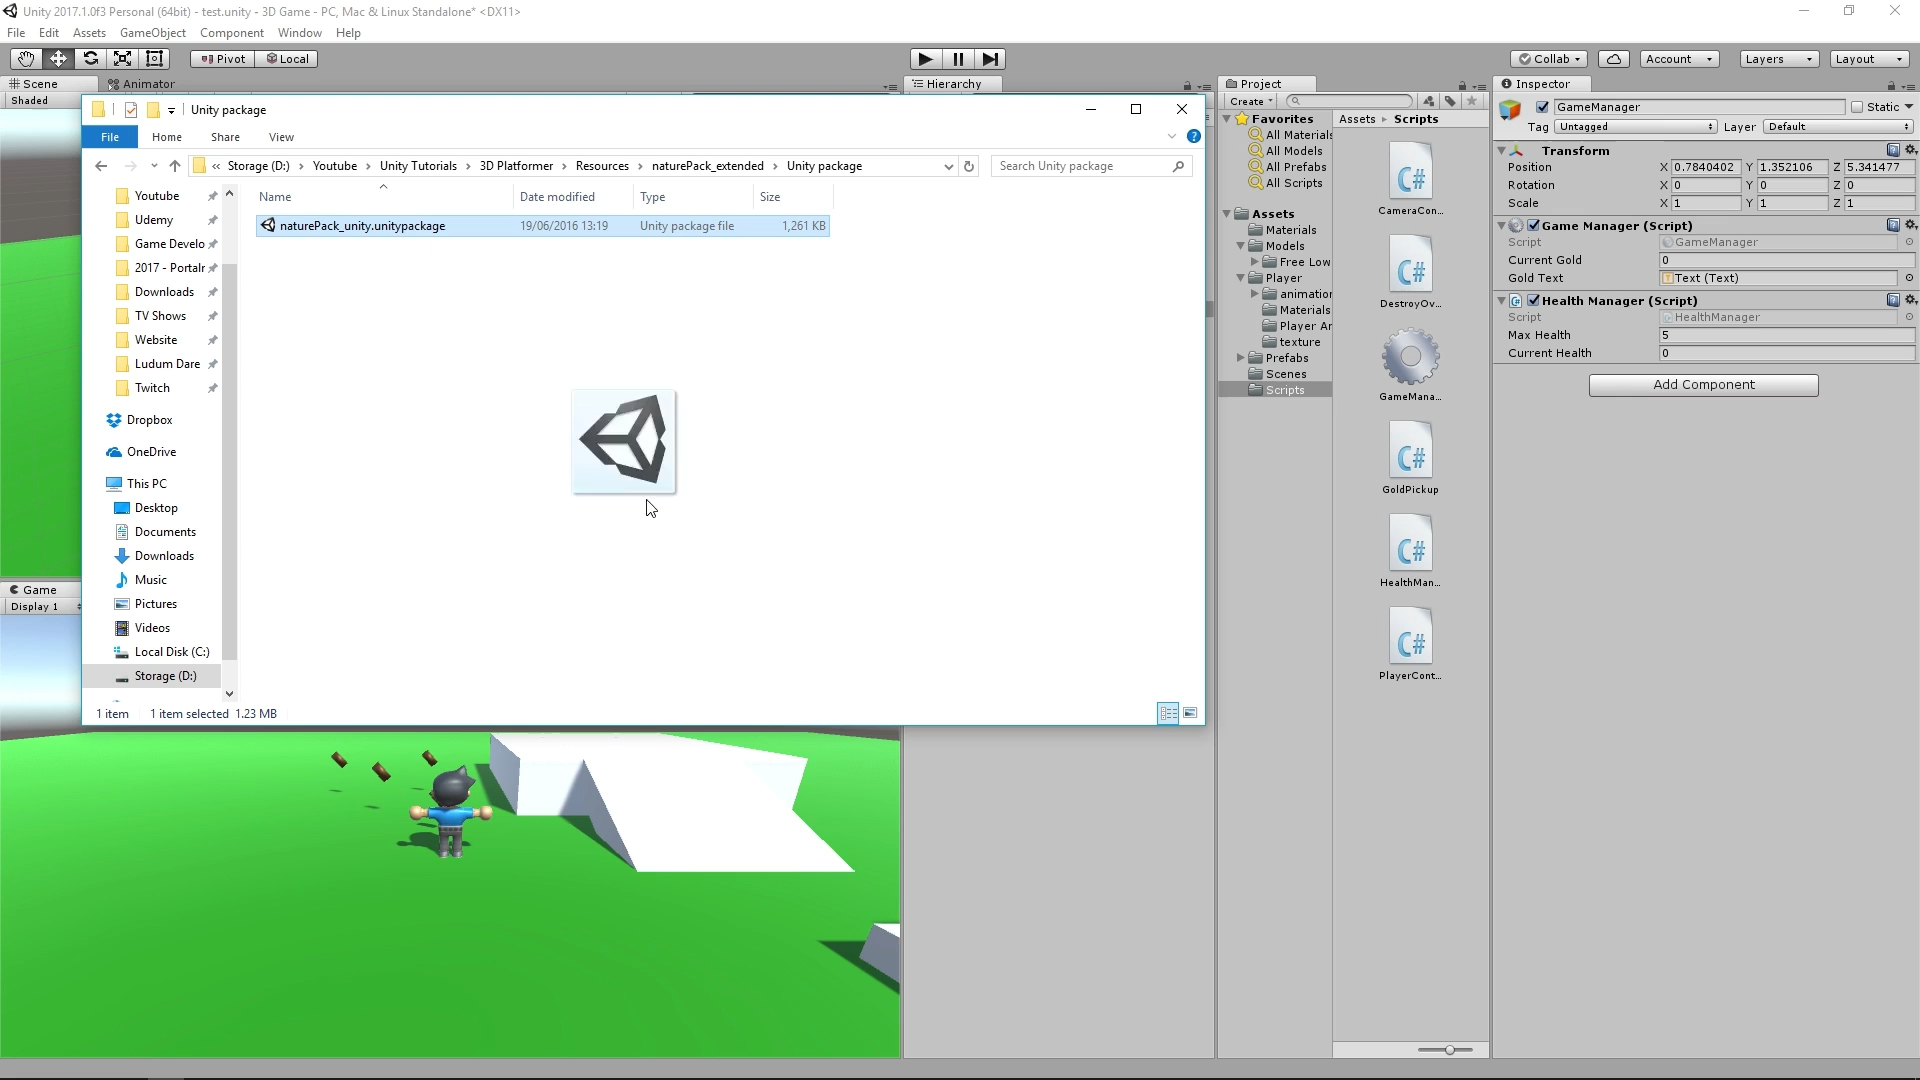 Unity 2017.1.0f3 Personal (64bit) - test.unity - 3D Game - PC, Mac & Linux Standalone* <DX11>
File Edit Assets GameObject Component Window Help
Pivot Local
Collab Account Layers Layout
Scene Animator
Shaded
Hierarchy
Project
Create
Favorites
All Materials
All Models
All Prefabs
All Scripts
Assets
Materials
Models
Free Low
Player
animation
Materials
Player Ar
texture
Prefabs
Scenes
Scripts
Assets Scripts
CameraCon...
DestroyOv...
GameMana...
GoldPickup
HealthMan...
PlayerCont...
Inspector
GameManager Static
Tag Untagged Layer Default
Transform
Position X 0.7840402 Y 1.352106 Z 5.341477
Rotation X 0 Y 0 Z 0
Scale X 1 Y 1 Z 1
Game Manager (Script)
Script GameManager
Current Gold 0
Gold Text Text (Text)
Health Manager (Script)
Script HealthManager
Max Health 5
Current Health 0
Add Component
Unity package
File Home Share View
« Storage (D:) Youtube Unity Tutorials 3D Platformer Resources naturePack_extended Unity package
Search Unity package
Youtube
Udemy
Game Develo
2017 - Portalr
Downloads
TV Shows
Website
Ludum Dare
Twitch
Dropbox
OneDrive
This PC
Desktop
Documents
Downloads
Music
Pictures
Videos
Local Disk (C:)
Storage (D:)
Name Date modified Type Size
naturePack_unity.unitypackage 19/06/2016 13:19 Unity package file 1,261 KB
1 item 1 item selected 1.23 MB
Game
Display 1